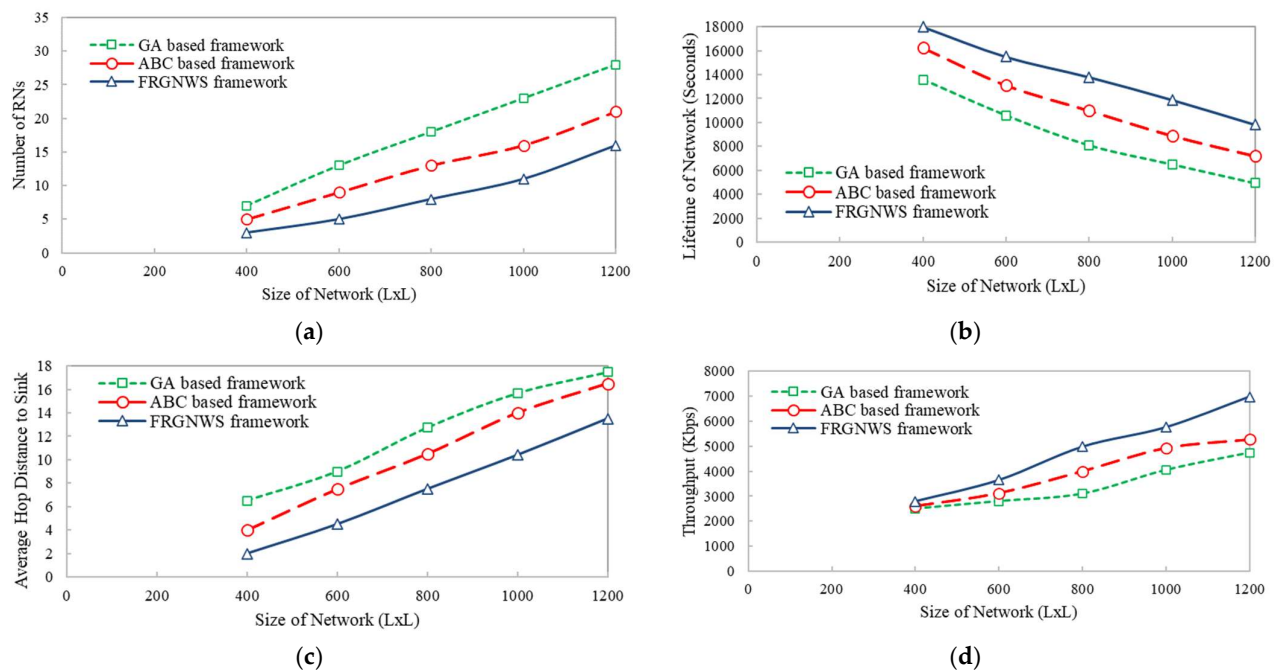 35
30
25
20
15
10
5
0
Number of RNs
GA based framework
ABC based framework
FRGNWS framework
0 200 400 600 800 1000 1200
Size of Network (LxL)
(a)
18000
16000
14000
12000
10000
8000
6000
4000
2000
0
Lifetime of Network (Seconds)
GA based framework
ABC based framework
FRGNWS framework
0 200 400 600 800 1000 1200
Size of Network (LxL)
(b)
18
16
14
12
10
8
6
4
2
0
Average Hop Distance to Sink
GA based framework
ABC based framework
FRGNWS framework
0 200 400 600 800 1000 1200
Size of Network (LxL)
(c)
8000
7000
6000
5000
4000
3000
2000
1000
0
Throughput (Kbps)
GA based framework
ABC based framework
FRGNWS framework
0 200 400 600 800 1000 1200
Size of Network (LxL)
(d)